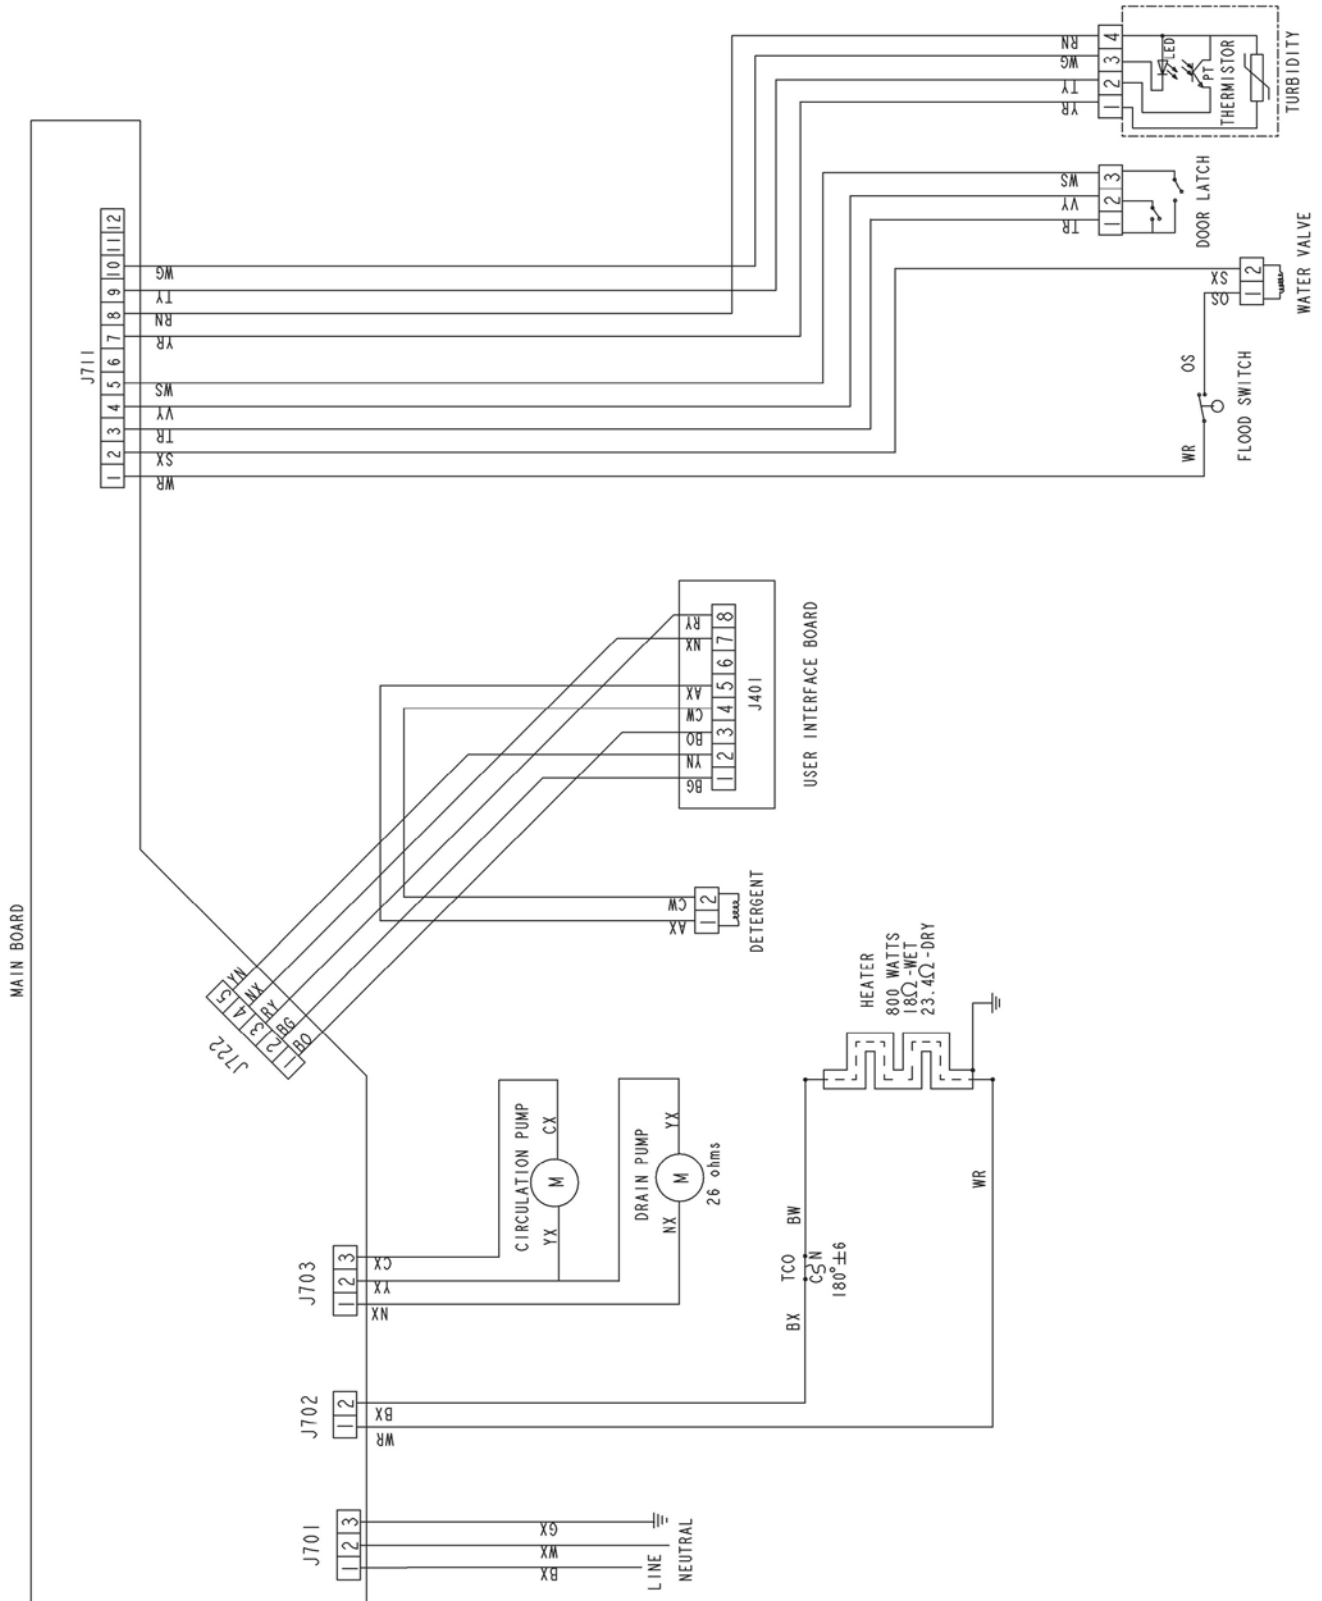 MAIN BOARD
J711
1 2 3 4 5 6 7 8 9 10 11 12
WR
SX
TR
VY
WS
YR
RN
TY
WG
RN
WG
TY
YR
4
3
2
1
LED
PT
THERMISTOR
TURBIDITY
WS
VY
TR
3
2
1
DOOR LATCH
SX
OS
1 2
WATER VALVE
OS
WR
FLOOD SWITCH
RY
NX
AX
CW
BO
YN
BG
1 2 3 4 5 6 7 8
J401
USER INTERFACE BOARD
CW
AX
1 2
DETERGENT
J722
1 2 3 4 5
YN
NX
RY
BG
BO
HEATER
800 WATTS
18Ω-WET
23.4Ω-DRY
CIRCULATION PUMP
CX
M
YX
DRAIN PUMP
YX
M
NX
26 ohms
J703
1 2 3
CX
YX
NX
BW
TCO
C N
180°±6
BX
WR
J702
1 2
BX
WR
J701
1 2 3
GX
WX
BX
LINE
NEUTRAL